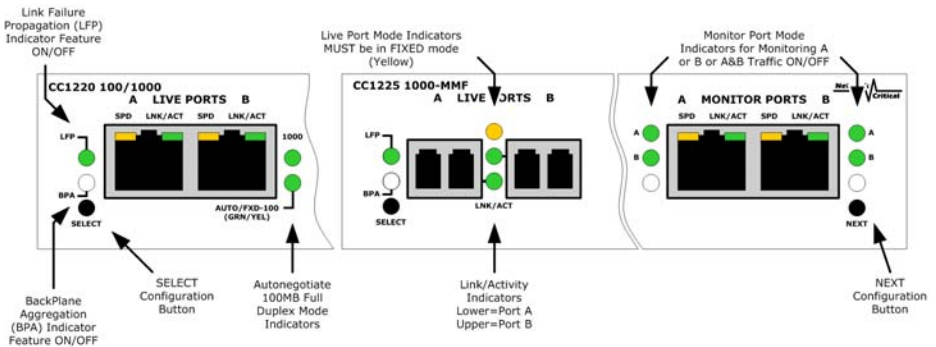 Link Failure
Propagation (LFP)
Indicator Feature
ON/OFF
Live Port Mode Indicators
MUST be in FIXED mode
(Yellow)
Monitor Port Mode
Indicators for Monitoring A
or B or A&B Traffic ON/OFF
CC1220 100/1000
A LIVE PORTS B
SPD LNK/ACT SPD LNK/ACT
LFP
1000
BPA
SELECT
AUTO/FXD-100
(GRN/YEL)
CC1225 1000-MMF
A LIVE PORTS B
LFP
BPA
SELECT
LNK/ACT
Critical
A MONITOR PORTS B
SPD LNK/ACT SPD LNK/ACT
A
B
A
B
NEXT
BackPlane
Aggregation
(BPA) Indicator
Feature ON/OFF
SELECT
Configuration
Button
Autonegotiate
100MB Full
Duplex Mode
Indicators
Link/Activity
Indicators
Lower=Port A
Upper=Port B
NEXT
Configuration
Button